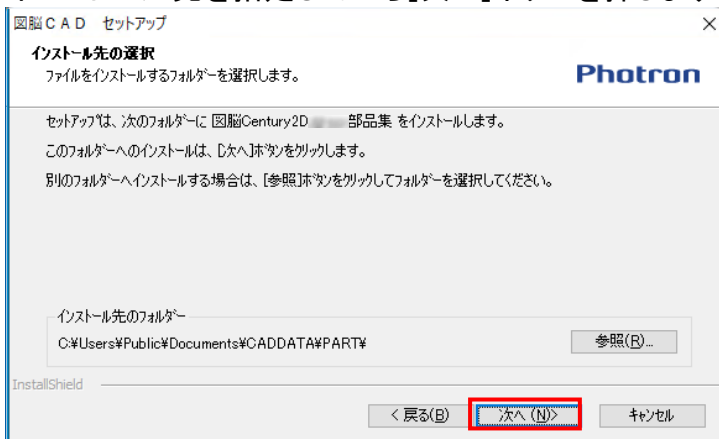 図脳CAD セットアップ
インストール先の選択
ファイルをインストールするフォルダーを選択します。
Photron
セットアップは、次のフォルダーに 図脳Century2D 部品集 をインストールします。
このフォルダーへのインストールは、[次へ]ボタンをクリックします。
別のフォルダーへインストールする場合は、[参照]ボタンをクリックしてフォルダーを選択してください。
インストール先のフォルダー
C:¥Users¥Public¥Documents¥CADDATA¥PART¥
参照(R)...
InstallShield
< 戻る(B)
次へ (N)>
キャンセル